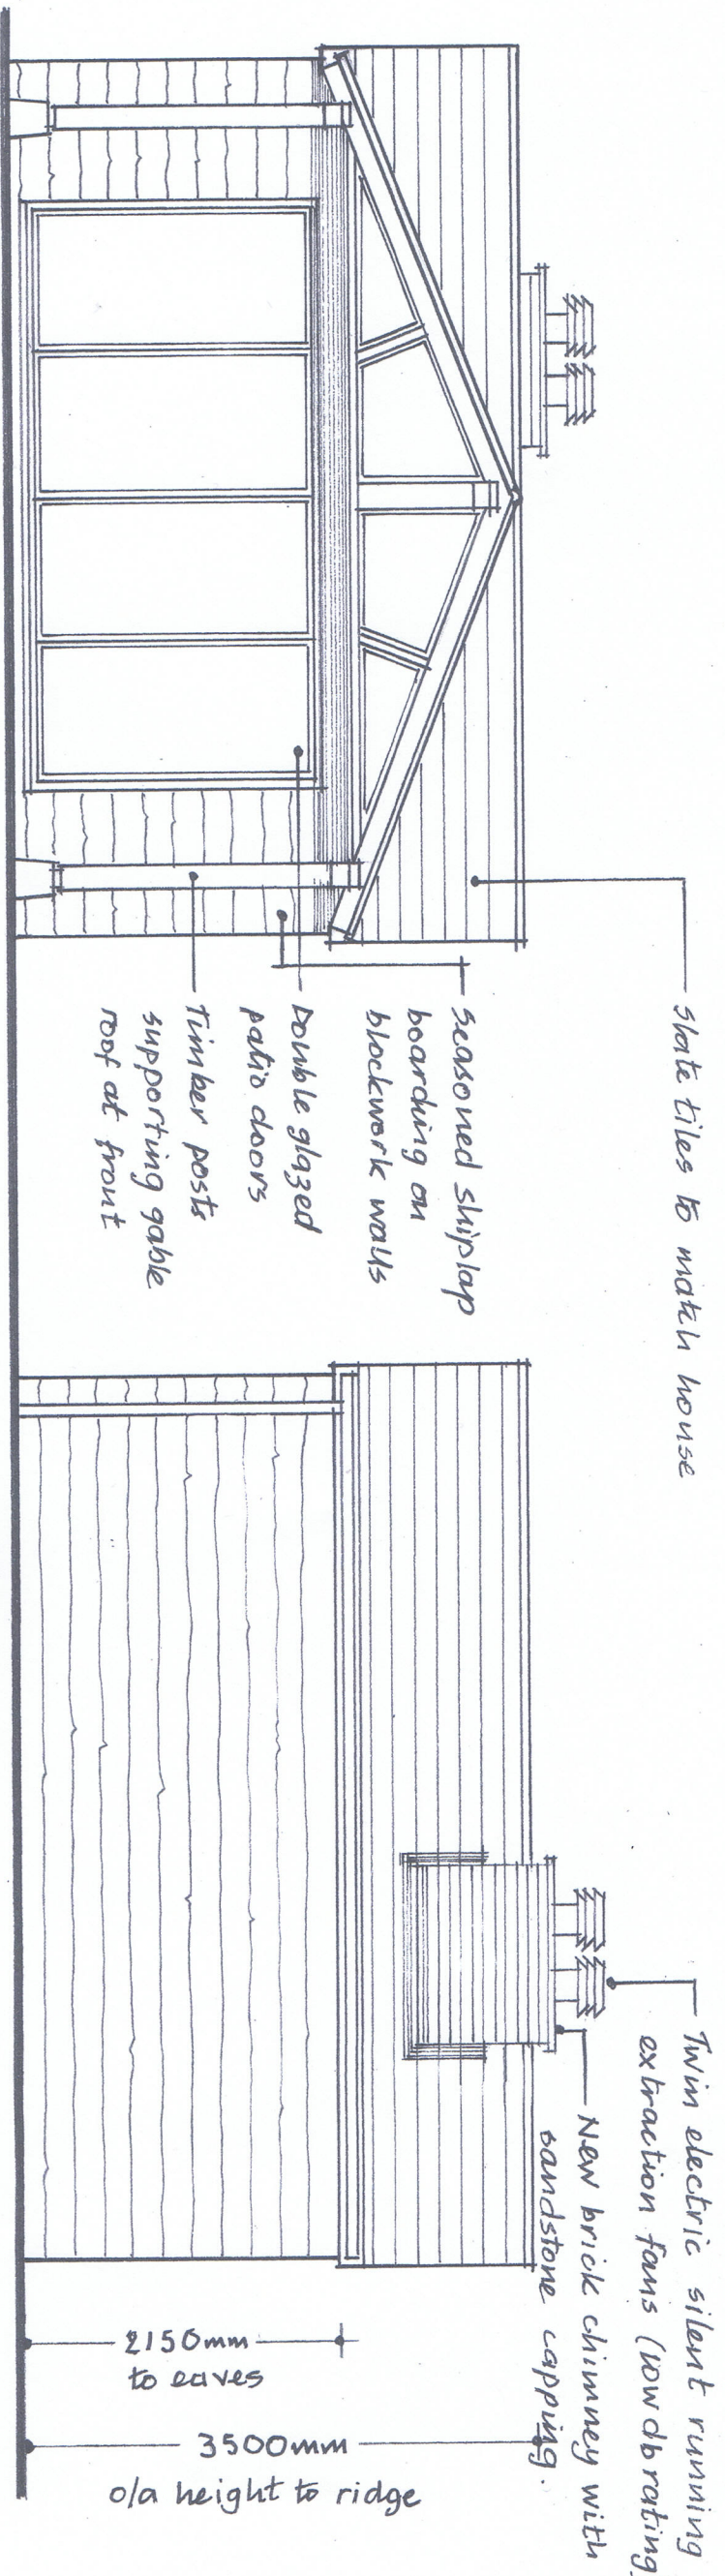 slate tiles to match house
seasoned shiplap
boarding on
blockwork walls
Double glazed
patio doors
Timber posts
supporting gable
roof at front
Twin electric silent running
extraction fans (low db rating)
New brick chimney with
sandstone capping.
2150mm
to eaves
3500mm
o/a height to ridge